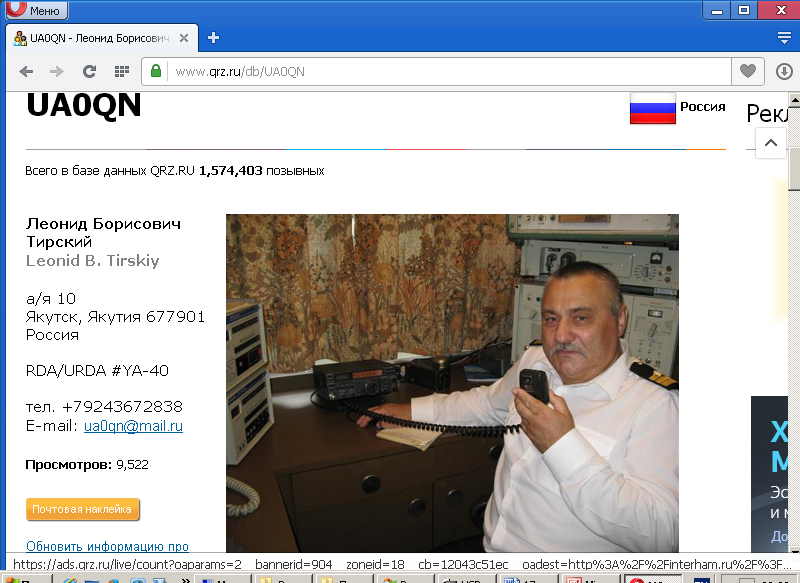 Меню
UA0QN - Леонид Борисович
www.qrz.ru/db/UA0QN
UA0QN
Россия
Рекл
Всего в базе данных QRZ.RU 1,574,403 позывных
Леонид Борисович
Тирский
Leonid B. Tirskiy
а/я 10
Якутск, Якутия 677901
Россия
RDA/URDA #YA-40
тел. +79243672838
E-mail: ua0qn@mail.ru
Просмотров: 9,522
Почтовая наклейка
Обновить информацию про
Х
М
Эс
и м
До
https://ads.qrz.ru/live/count?oaparams=2__bannerid=904__zoneid=18__cb=12043c51ec__oadest=http%3A%2F%2Finterham.ru%2F%3F...